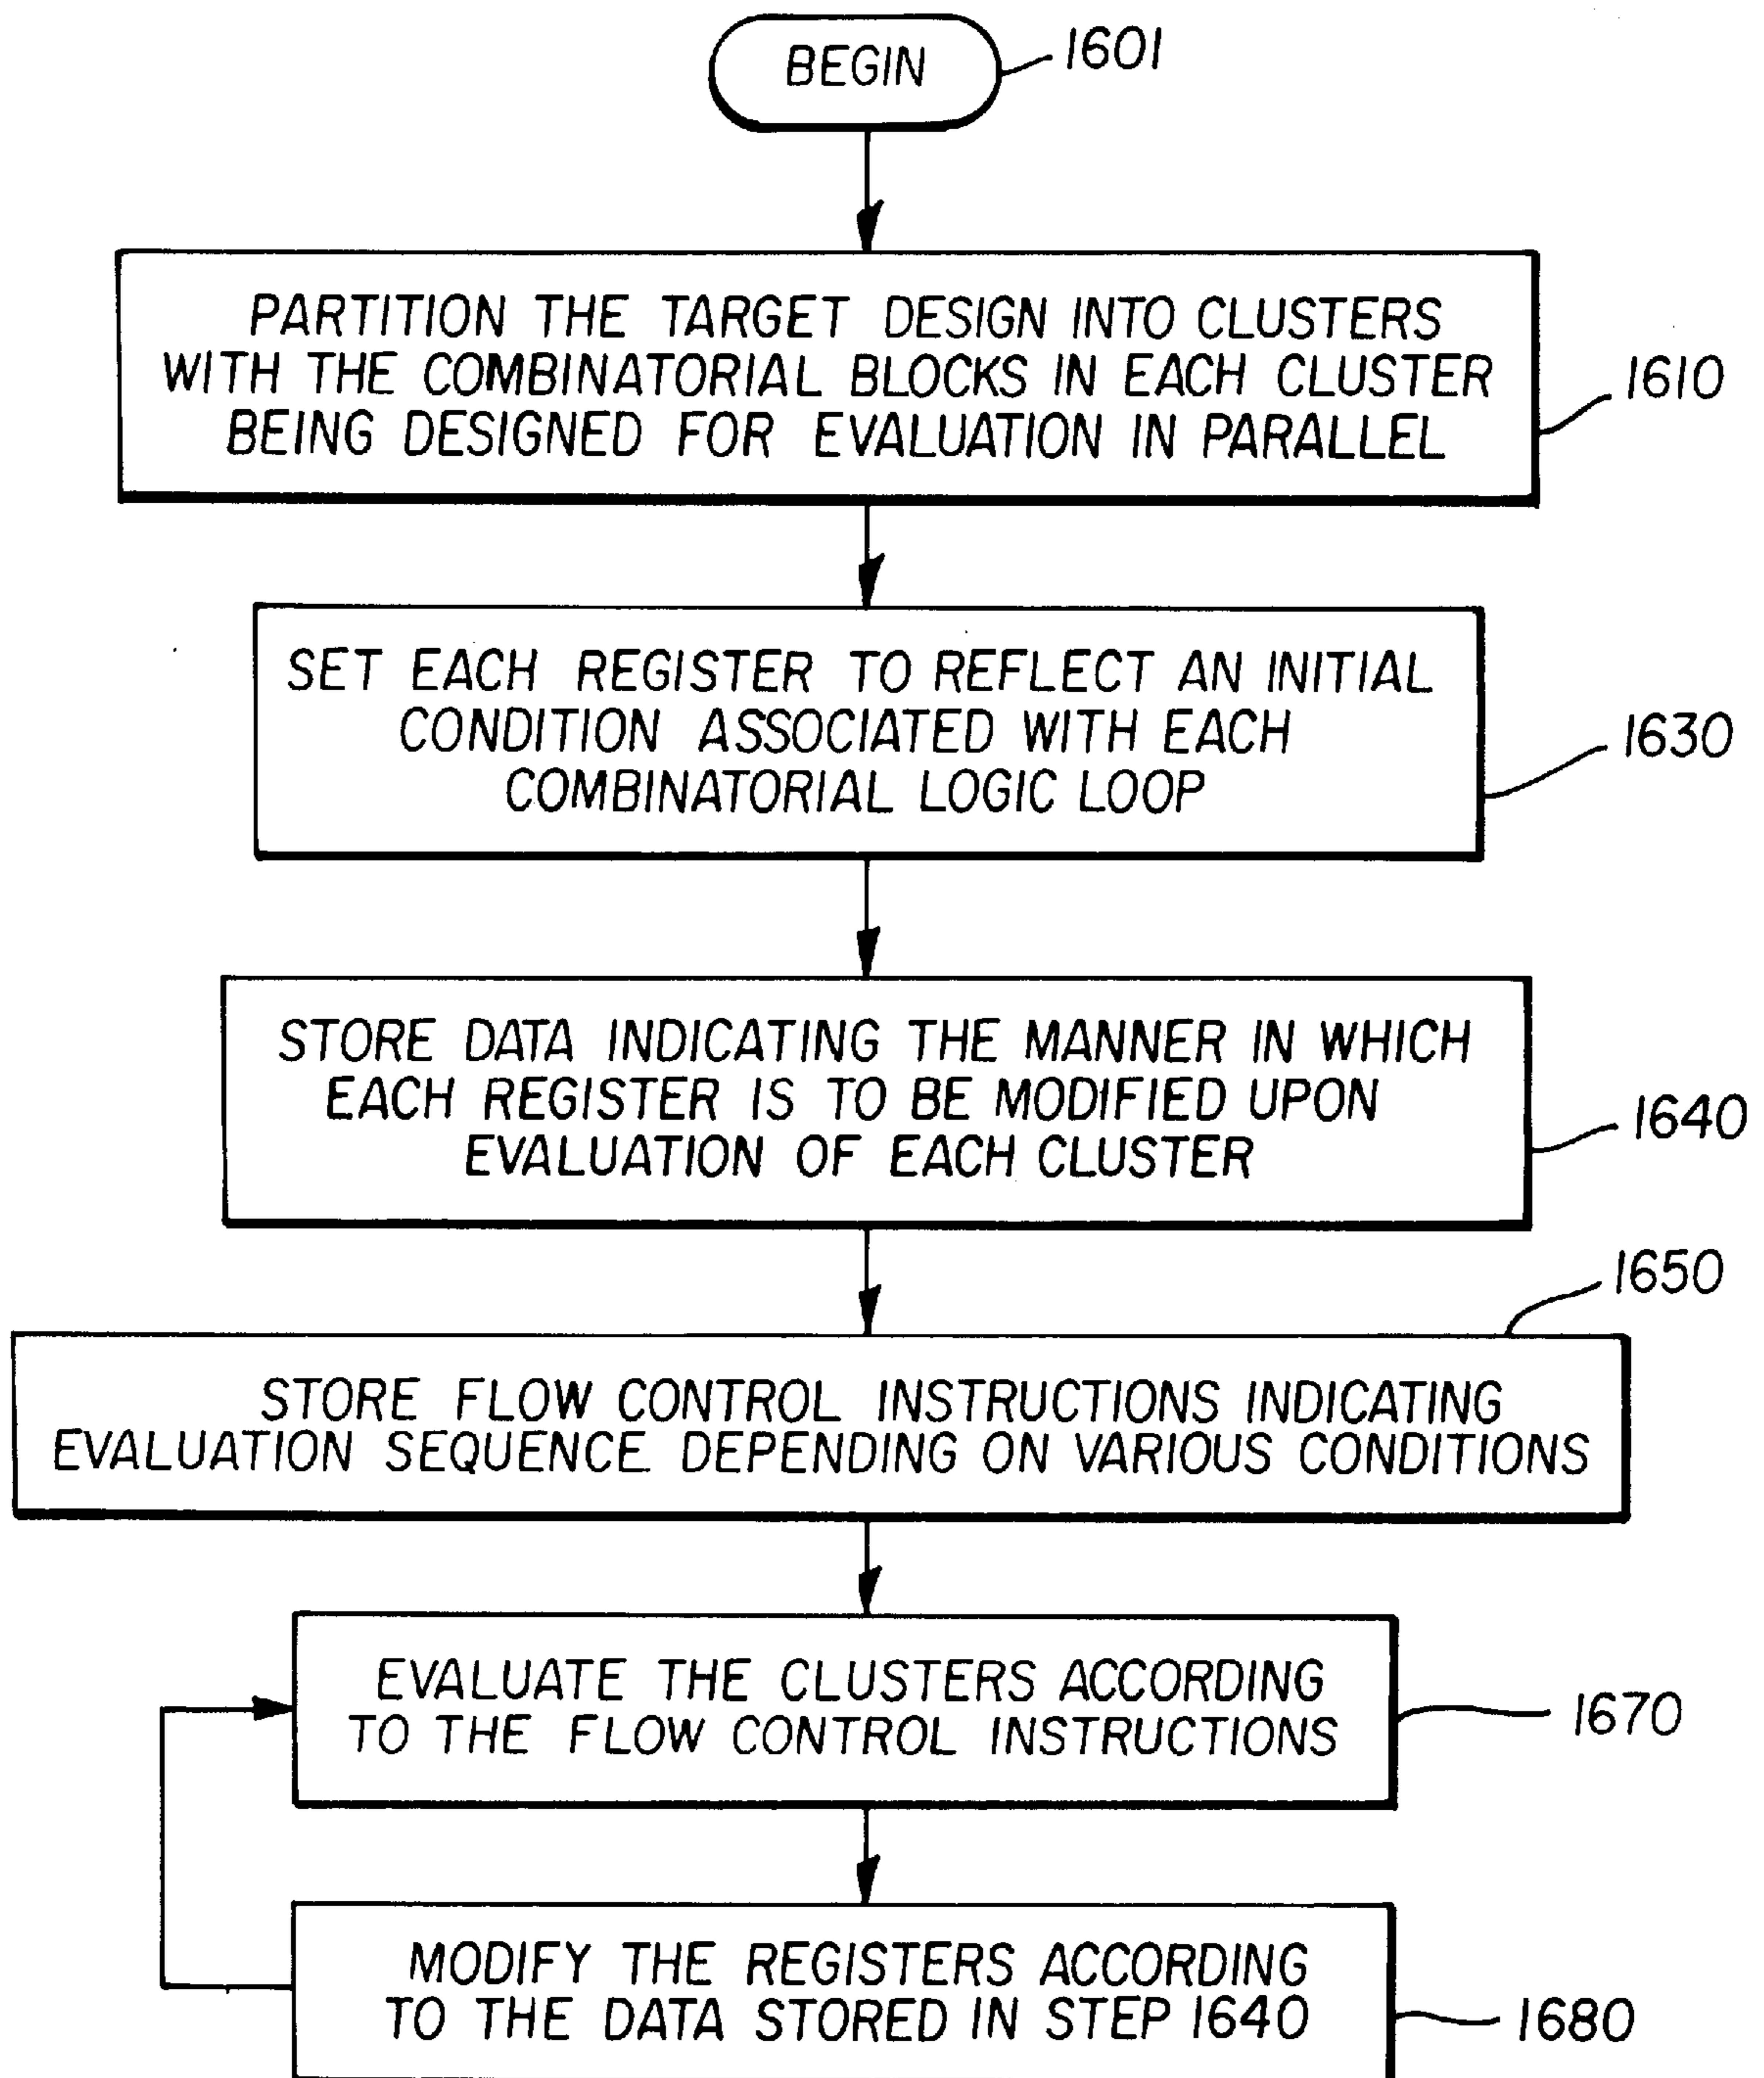 BEGIN
1601
PARTITION THE TARGET DESIGN INTO CLUSTERS
WITH THE COMBINATORIAL BLOCKS IN EACH CLUSTER
BEING DESIGNED FOR EVALUATION IN PARALLEL
1610
SET EACH REGISTER TO REFLECT AN INITIAL
CONDITION ASSOCIATED WITH EACH
COMBINATORIAL LOGIC LOOP
1630
STORE DATA INDICATING THE MANNER IN WHICH
EACH REGISTER IS TO BE MODIFIED UPON
EVALUATION OF EACH CLUSTER
1640
1650
STORE FLOW CONTROL INSTRUCTIONS INDICATING
EVALUATION SEQUENCE DEPENDING ON VARIOUS CONDITIONS
EVALUATE THE CLUSTERS ACCORDING
TO THE FLOW CONTROL INSTRUCTIONS
1670
MODIFY THE REGISTERS ACCORDING
TO THE DATA STORED IN STEP 1640
1680